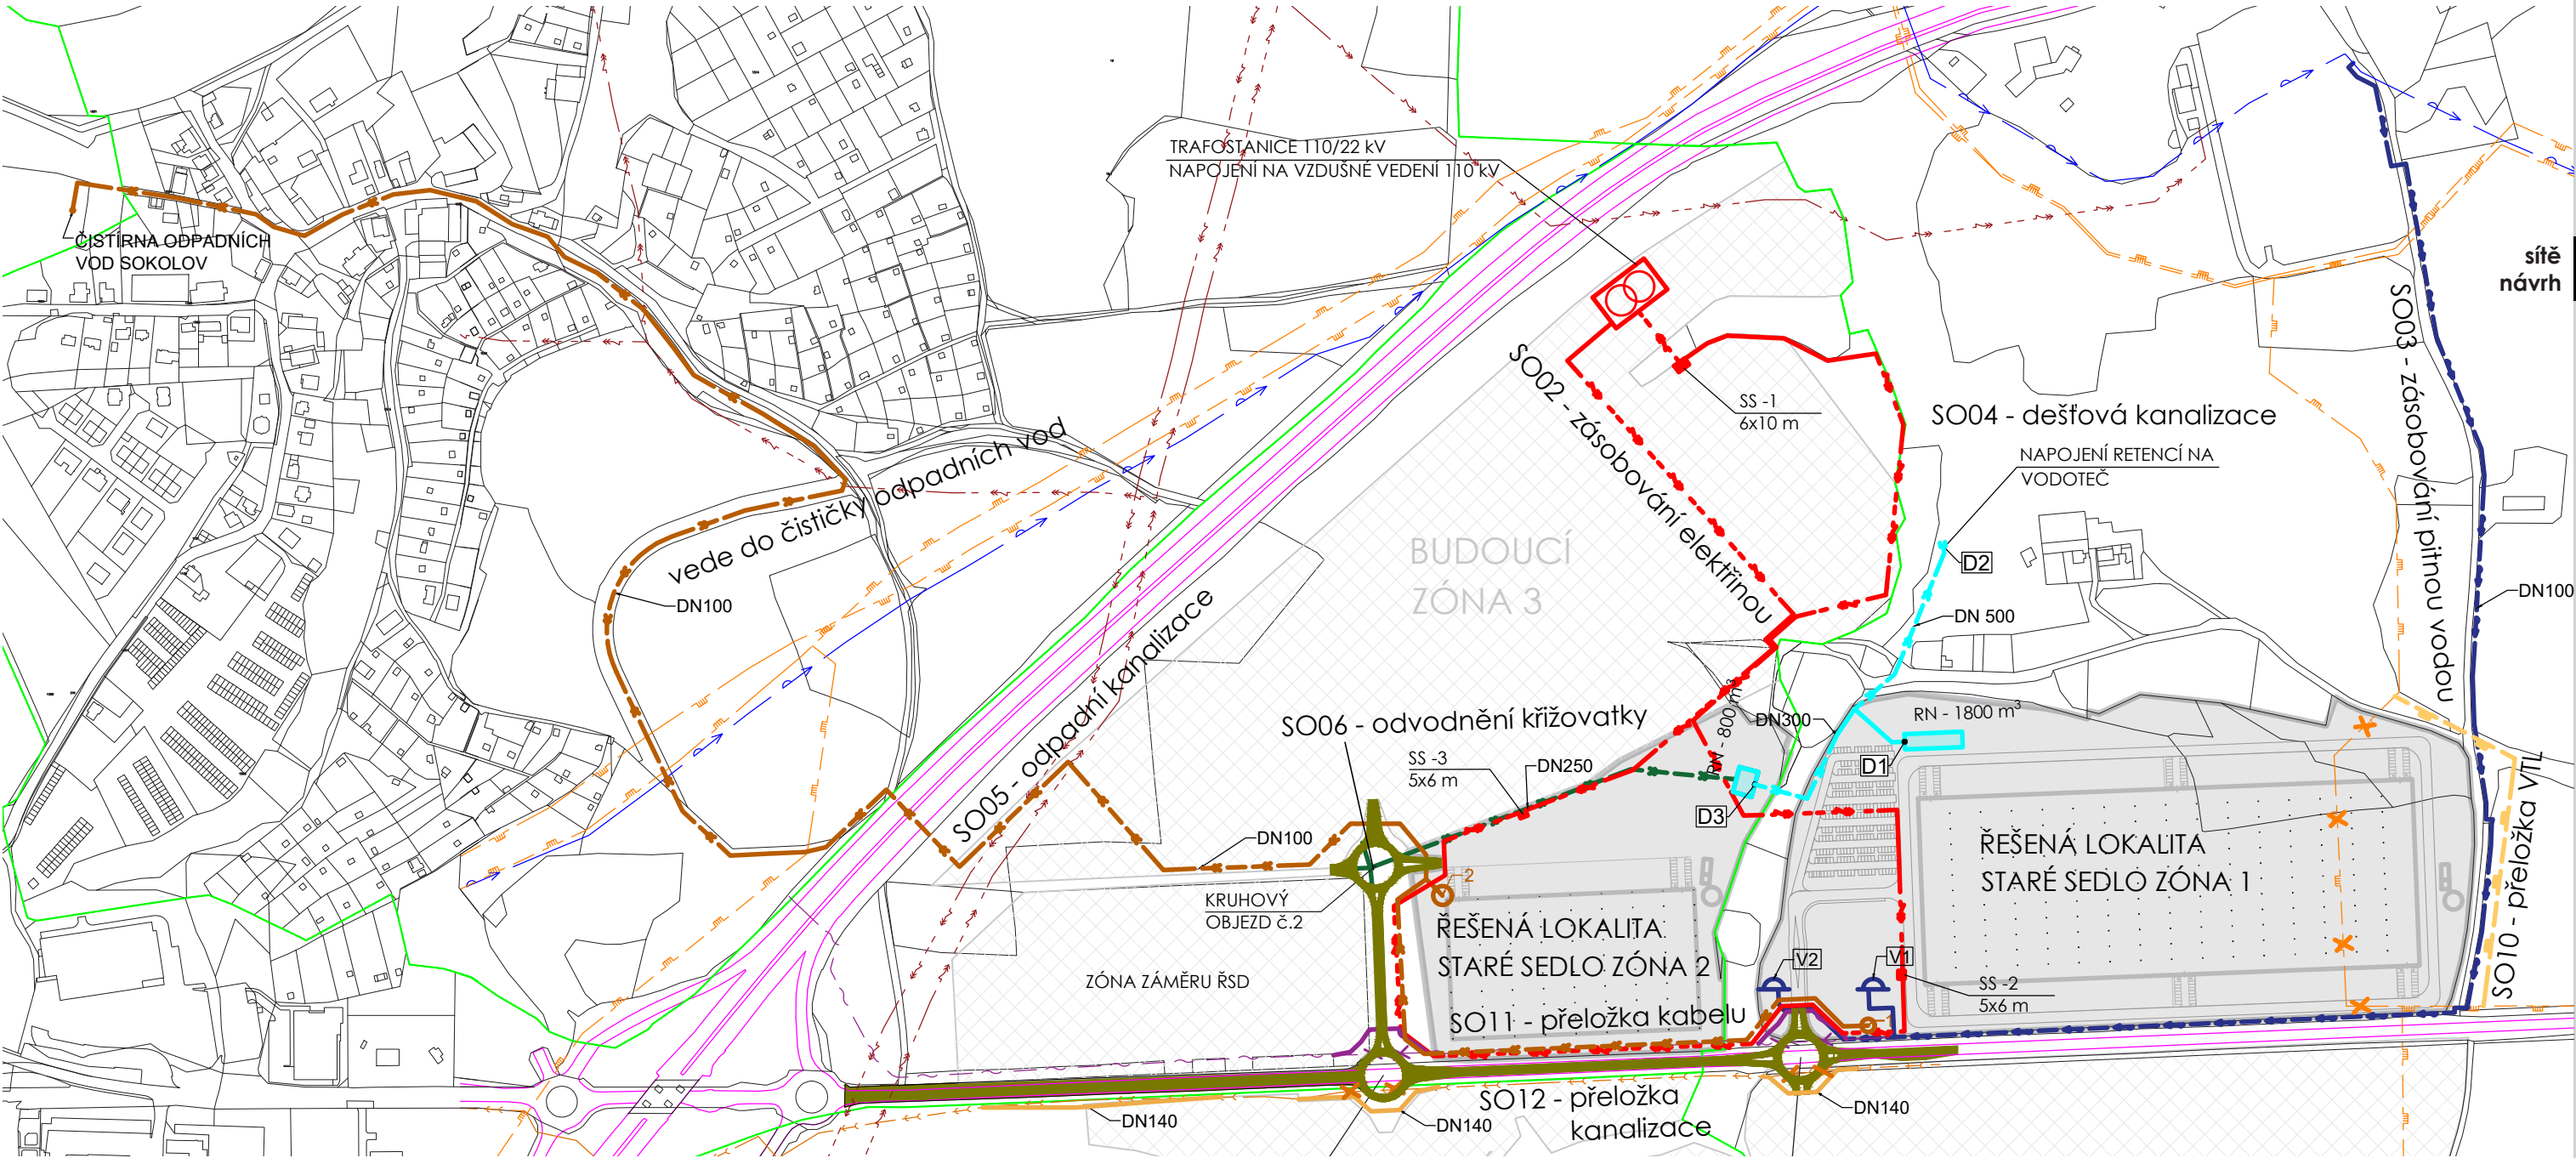 TRAFOSTANICE 110/22 kV
NAPOJENÍ NA VZDUŠNÉ VEDENÍ 110 kV
ČISTÍRNA ODPADNÍCH
VOD SOKOLOV
sítě
návrh
SO03 - zásobování pitnou vodou
SO02 - zásobování elektřinou
SS -1
6x10 m
SO04 - dešťová kanalizace
NAPOJENÍ RETENCÍ NA
VODOTEČ
vede do čističky odpadních vod
BUDOUCÍ
ZÓNA 3
D2
DN100
DN100
DN 500
SO05 - odpadní kanalizace
SO06 - odvodnění křižovatky
RN - 800 m³
DN300
RN - 1800 m³
SS -3
5x6 m
DN250
D1
SO10 - přeložka VTL
D3
DN100
ŘEŠENÁ LOKALITA
STARÉ SEDLO ZÓNA 1
2
KRUHOVÝ
OBJEZD č.2
ŘEŠENÁ LOKALITA
STARÉ SEDLO ZÓNA 2
V2
V1
ZÓNA ZÁMĚRU ŘSD
SS -2
5x6 m
SO11 - přeložka kabelu
SO12 - přeložka
kanalizace
DN140
DN140
DN140